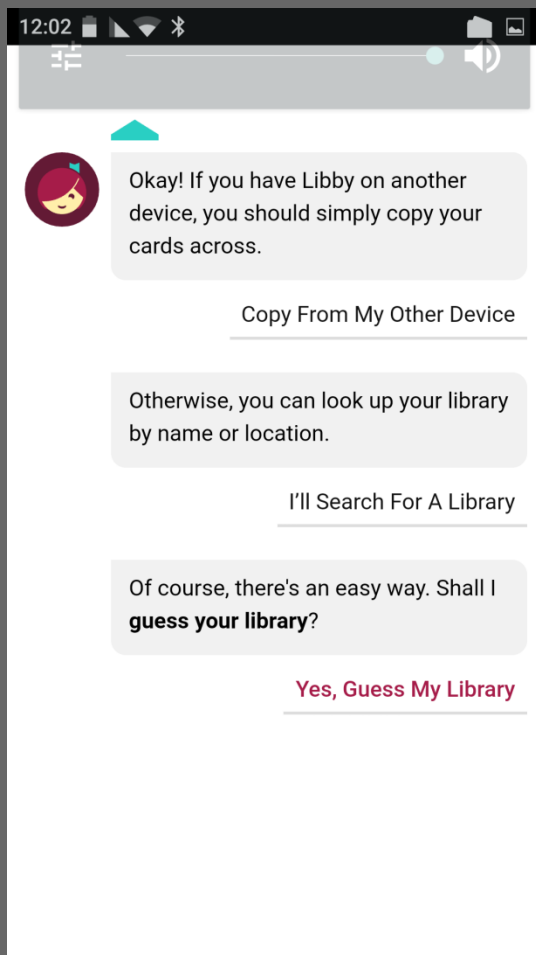 12:02
Okay! If you have Libby on another
device, you should simply copy your
cards across.
Copy From My Other Device
Otherwise, you can look up your library
by name or location.
I’ll Search For A Library
Of course, there's an easy way. Shall I
guess your library?
Yes, Guess My Library